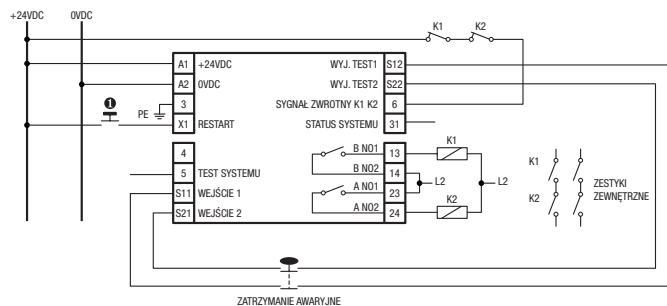 +24VDC 0VDC
K1 K2
A1 +24VDC WYJ. TEST1 S12
A2 0VDC WYJ. TEST2 S22
1
3 SYGNAŁ ZWROTNY K1 K2 6
PE
X1 RESTART STATUS SYSTEMU 31
4 B NO1 13 K1
5 TEST SYSTEMU B NO2 14
S11 WEJŚCIE 1 A NO1 23 L2 L2
S21 WEJŚCIE 2 A NO2 24 K2
K1
K2
ZESTYKI
ZEWNĘTRZNE
ZATRZYMANIE AWARYJNE